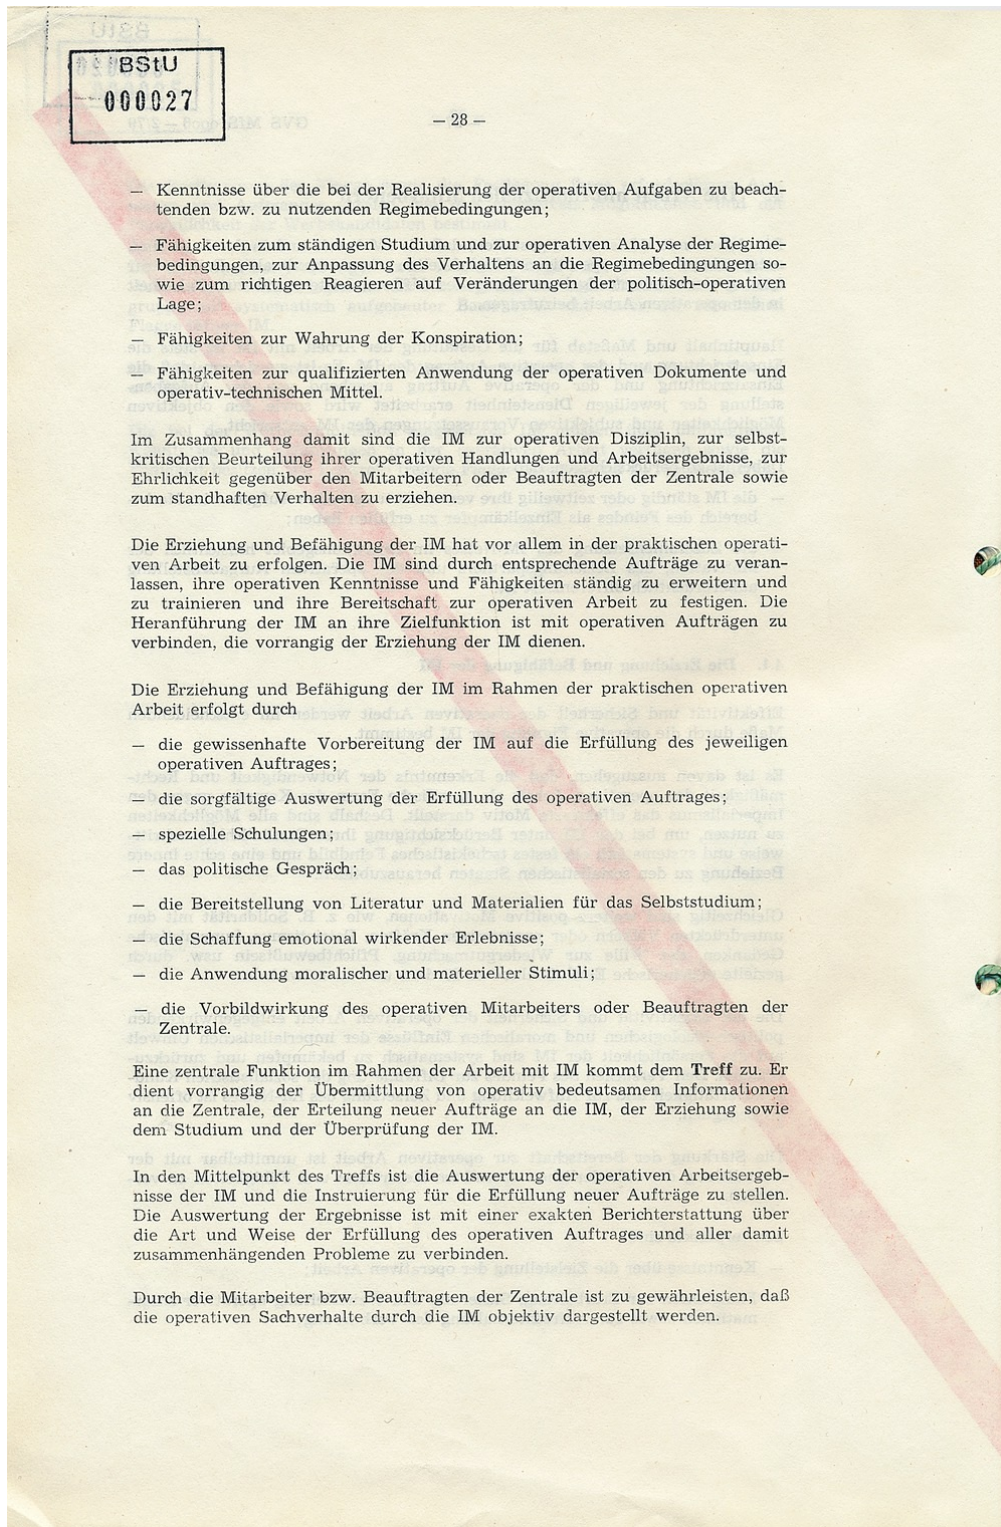 BStU
000027
— 28 —
— Kenntnisse über die bei der Realisierung der operativen Aufgaben zu beach-
tenden bzw. zu nutzenden Regimebedingungen;
— Fähigkeiten zum ständigen Studium und zur operativen Analyse der Regime-
bedingungen, zur Anpassung des Verhaltens an die Regimebedingungen so-
wie zum richtigen Reagieren auf Veränderungen der politisch-operativen
Lage;
— Fähigkeiten zur Wahrung der Konspiration;
— Fähigkeiten zur qualifizierten Anwendung der operativen Dokumente und
operativ-technischen Mittel.
Im Zusammenhang damit sind die IM zur operativen Disziplin, zur selbst-
kritischen Beurteilung ihrer operativen Handlungen und Arbeitsergebnisse, zur
Ehrlichkeit gegenüber den Mitarbeitern oder Beauftragten der Zentrale sowie
zum standhaften Verhalten zu erziehen.
Die Erziehung und Befähigung der IM hat vor allem in der praktischen operati-
ven Arbeit zu erfolgen. Die IM sind durch entsprechende Aufträge zu veran-
lassen, ihre operativen Kenntnisse und Fähigkeiten ständig zu erweitern und
zu trainieren und ihre Bereitschaft zur operativen Arbeit zu festigen. Die
Heranführung der IM an ihre Zielfunktion ist mit operativen Aufträgen zu
verbinden, die vorrangig der Erziehung der IM dienen.
Die Erziehung und Befähigung der IM im Rahmen der praktischen operativen
Arbeit erfolgt durch
— die gewissenhafte Vorbereitung der IM auf die Erfüllung des jeweiligen
operativen Auftrages;
— die sorgfältige Auswertung der Erfüllung des operativen Auftrages;
— spezielle Schulungen;
— das politische Gespräch;
— die Bereitstellung von Literatur und Materialien für das Selbststudium;
— die Schaffung emotional wirkender Erlebnisse;
— die Anwendung moralischer und materieller Stimuli;
— die Vorbildwirkung des operativen Mitarbeiters oder Beauftragten der
Zentrale.
Eine zentrale Funktion im Rahmen der Arbeit mit IM kommt dem Treff zu. Er
dient vorrangig der Übermittlung von operativ bedeutsamen Informationen
an die Zentrale, der Erteilung neuer Aufträge an die IM, der Erziehung sowie
dem Studium und der Überprüfung der IM.
In den Mittelpunkt des Treffs ist die Auswertung der operativen Arbeitsergeb-
nisse der IM und die Instruierung für die Erfüllung neuer Aufträge zu stellen.
Die Auswertung der Ergebnisse ist mit einer exakten Berichterstattung über
die Art und Weise der Erfüllung des operativen Auftrages und aller damit
zusammenhängenden Probleme zu verbinden.
Durch die Mitarbeiter bzw. Beauftragten der Zentrale ist zu gewährleisten, daß
die operativen Sachverhalte durch die IM objektiv dargestellt werden.